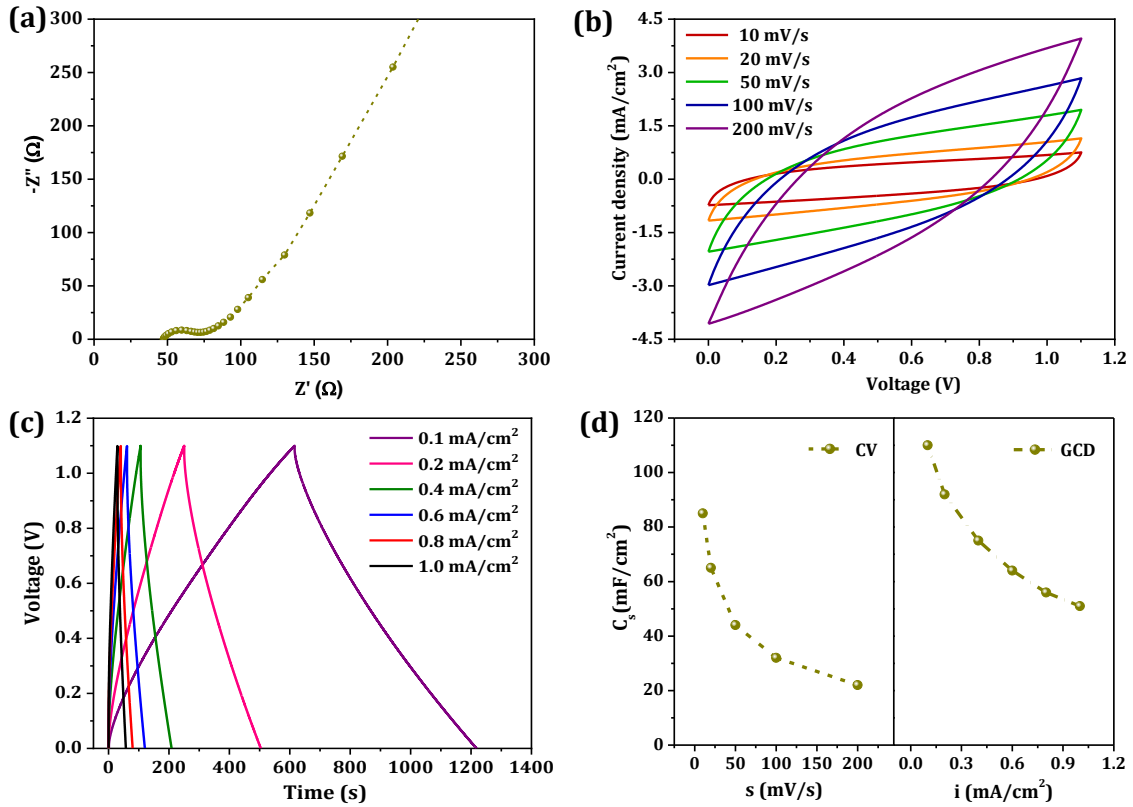 (a)
300
250
200
150
100
50
0
-Z" (Ω)
0 50 100 150 200 250 300
Z' (Ω)
(b)
4.5
3.0
1.5
0.0
-1.5
-3.0
-4.5
Current density (mA/cm²)
10 mV/s
20 mV/s
50 mV/s
100 mV/s
200 mV/s
0.0 0.2 0.4 0.6 0.8 1.0 1.2
Voltage (V)
(c)
1.2
1.0
0.8
0.6
0.4
0.2
0.0
Voltage (V)
0.1 mA/cm²
0.2 mA/cm²
0.4 mA/cm²
0.6 mA/cm²
0.8 mA/cm²
1.0 mA/cm²
0 200 400 600 800 1000 1200 1400
Time (s)
(d)
120
100
80
60
40
20
0
Cₛ(mF/cm²)
CV
GCD
0 50 100 150 200
0.0 0.3 0.6 0.9 1.2
s (mV/s)
i (mA/cm²)